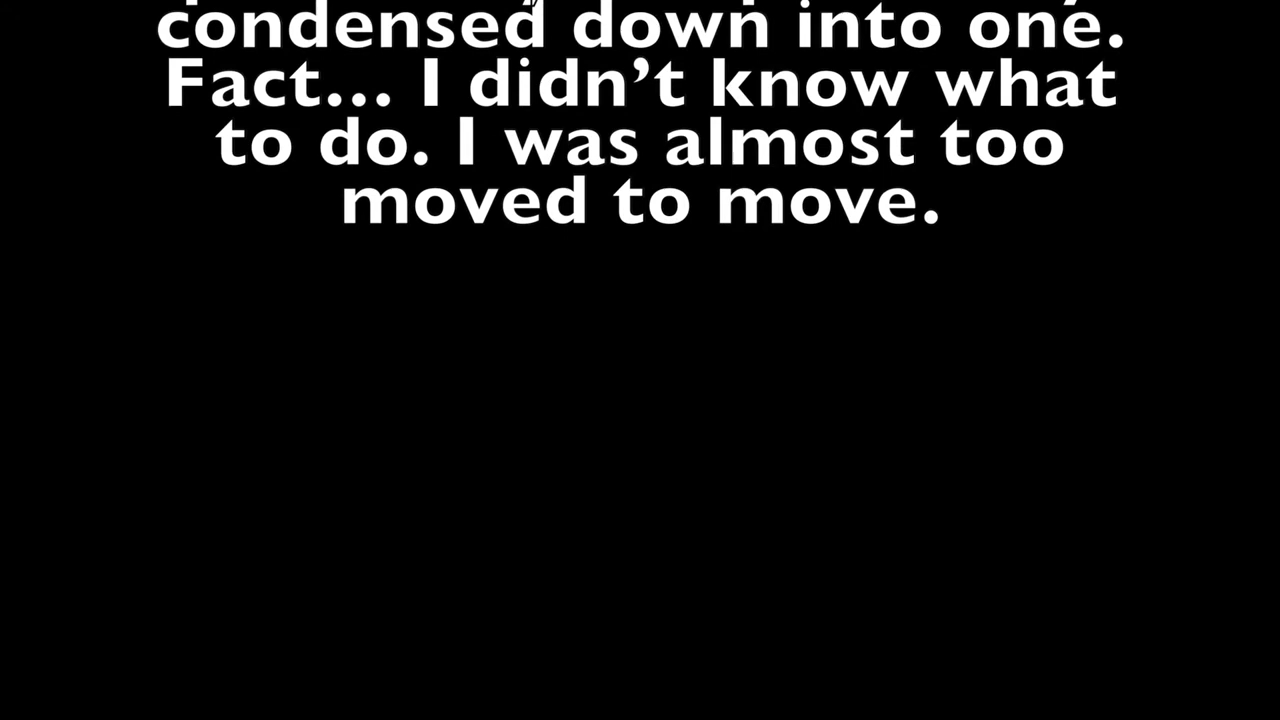 condensed down into one.
Fact... I didn’t know what
to do. I was almost too
moved to move.